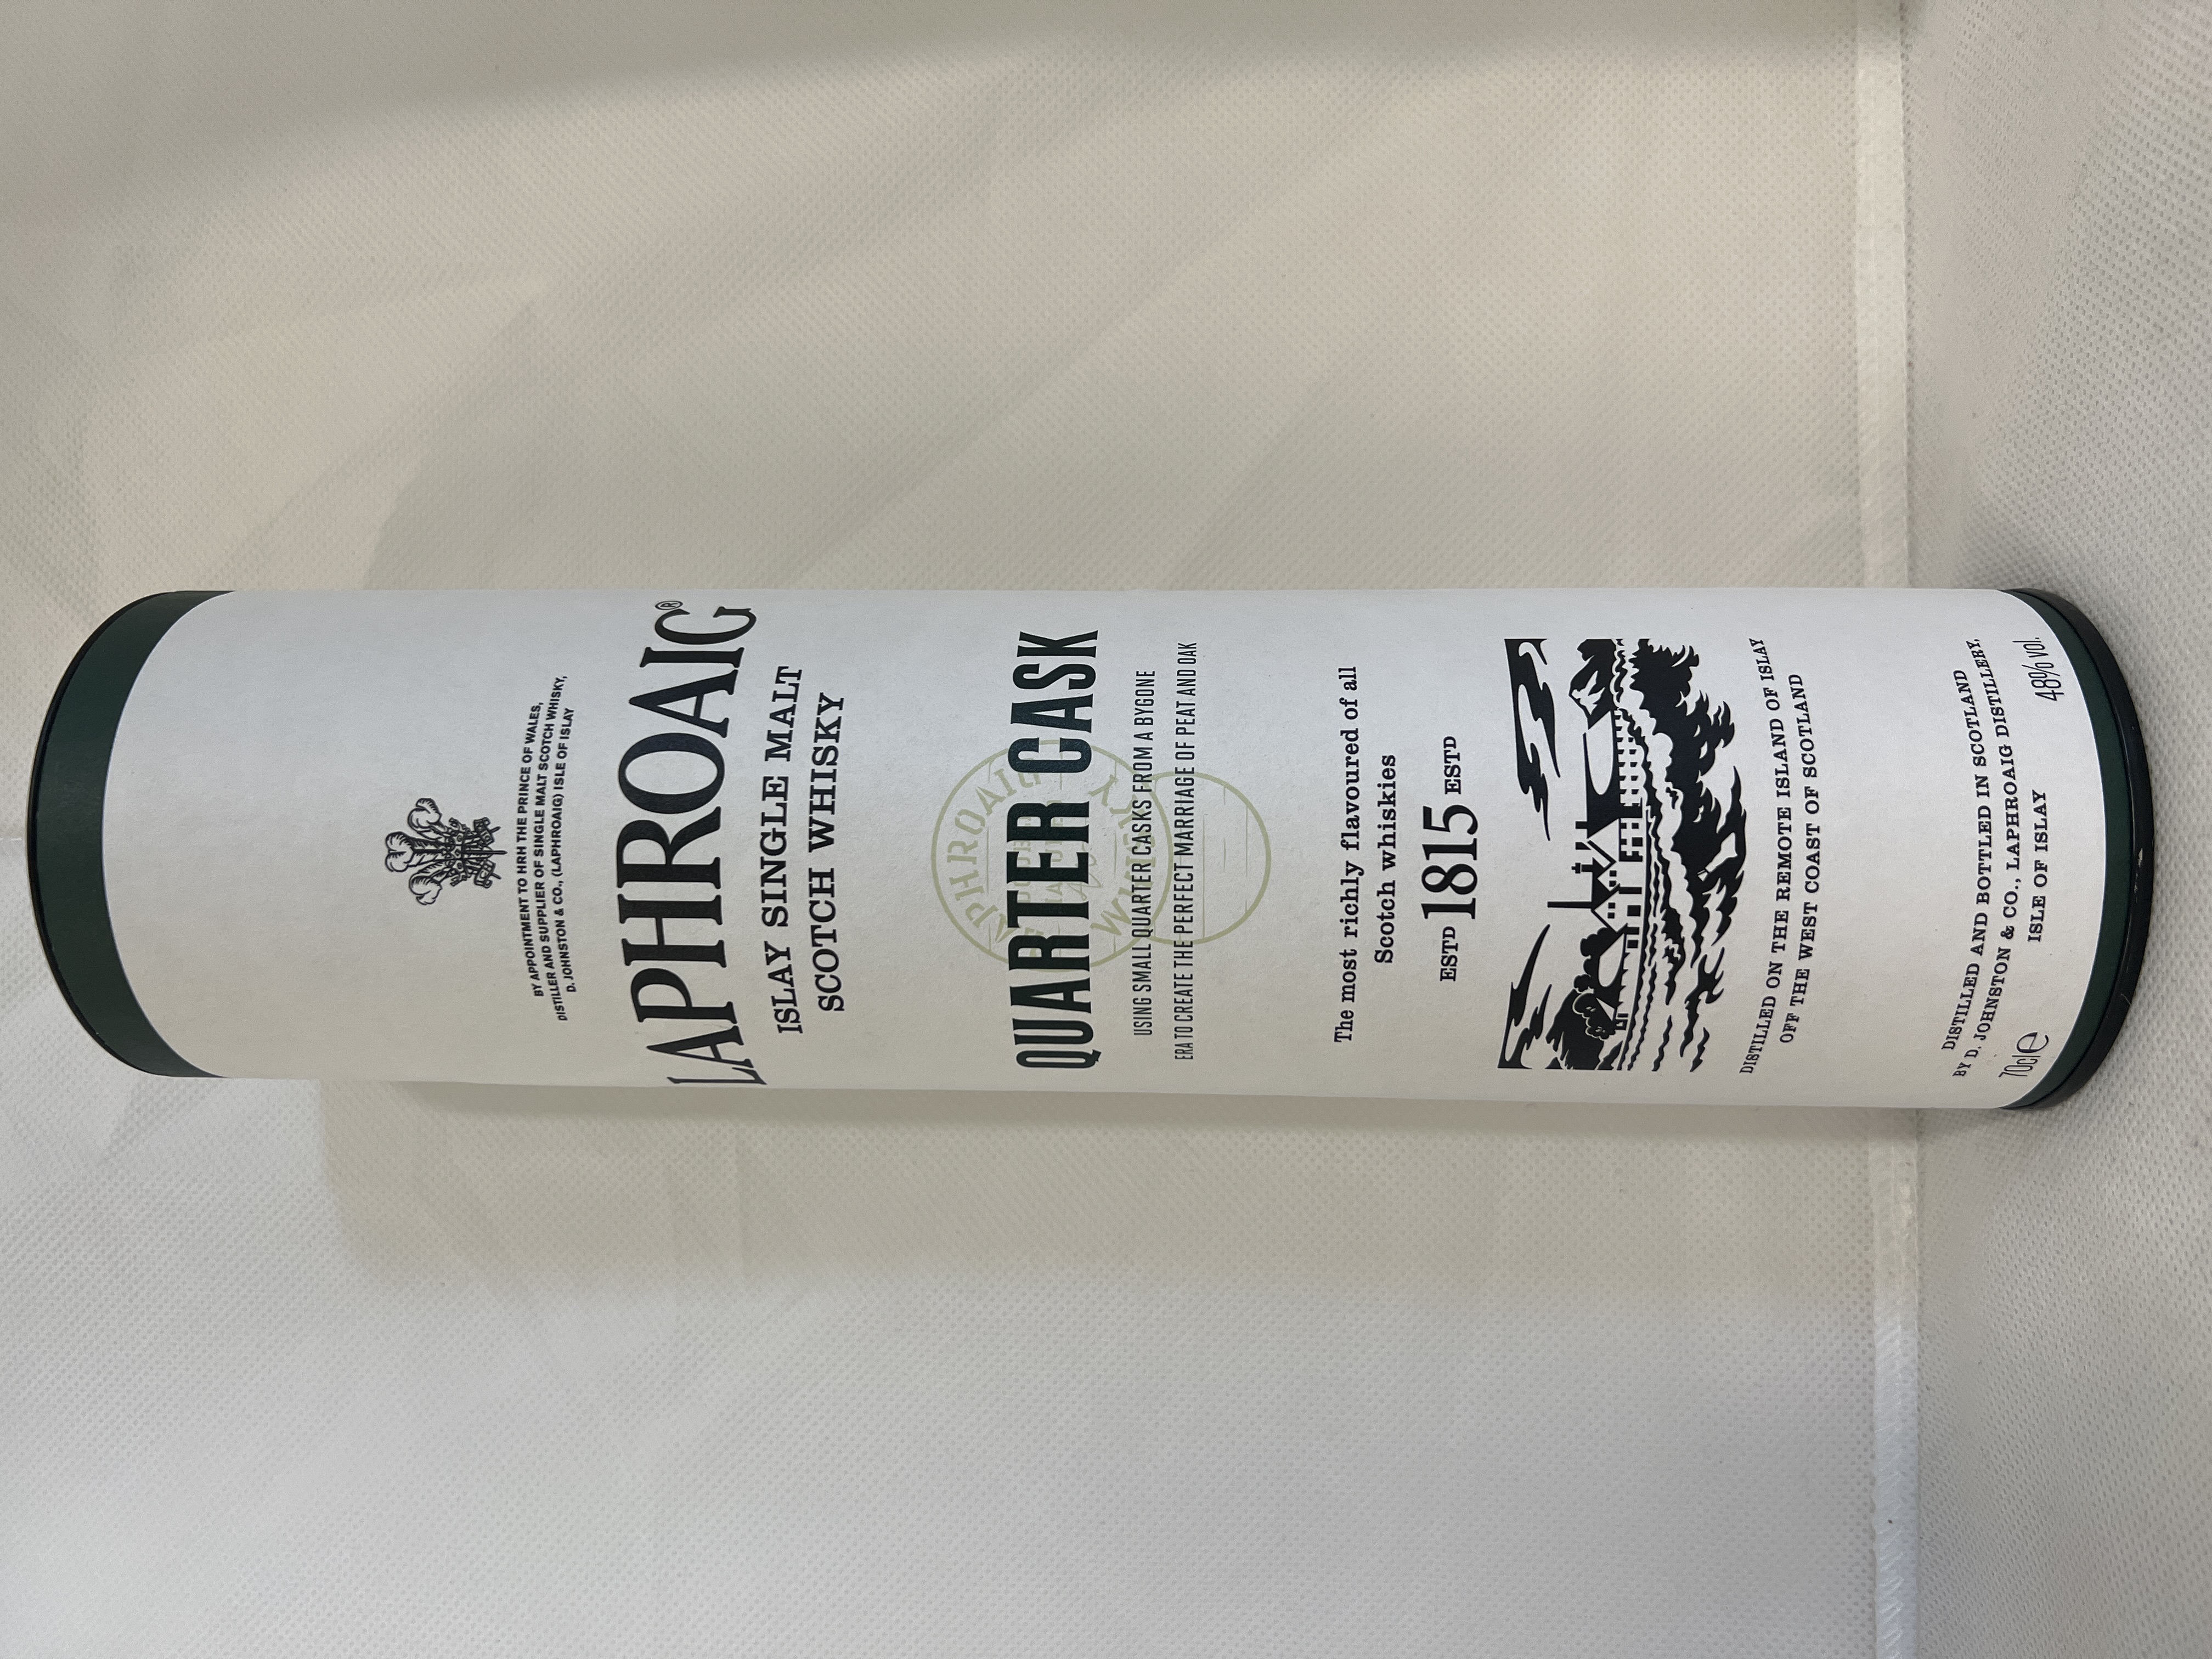 BY APPOINTMENT TO HRH THE PRINCE OF WALES,
DISTILLER AND SUPPLIER OF SINGLE MALT SCOTCH WHISKY,
D. JOHNSTON & CO., (LAPHROAIG) ISLE OF ISLAY
LAPHROAIG®
ISLAY SINGLE MALT
SCOTCH WHISKY
LAPHROAIG
WHISKY
QUARTER CASK
USING SMALL QUARTER CASKS FROM A BYGONE
ERA TO CREATE THE PERFECT MARRIAGE OF PEAT AND OAK
The most richly flavoured of all
Scotch whiskies
ESTD 1815 ESTD
DISTILLED ON THE REMOTE ISLAND OF ISLAY
OFF THE WEST COAST OF SCOTLAND
DISTILLED AND BOTTLED IN SCOTLAND
BY D. JOHNSTON & CO., LAPHROAIG DISTILLERY,
ISLE OF ISLAY
70cl e 48% vol.